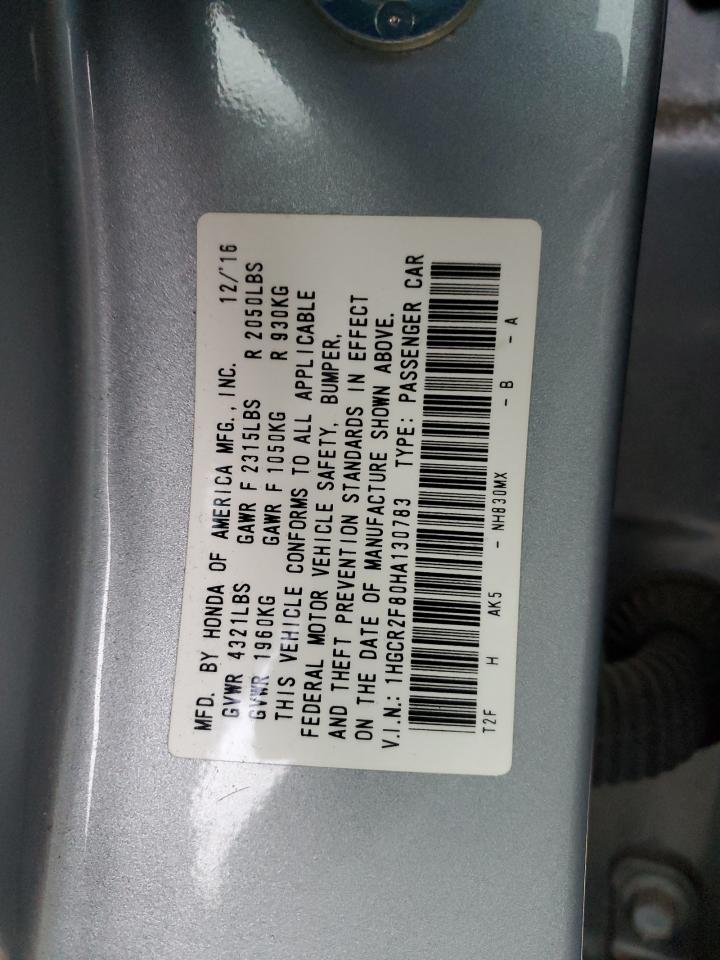 MFD. BY HONDA OF AMERICA MFG., INC. 12/'16
GVWR 4321LBS GAWR F 2315LBS R 2050LBS
GVWR 1960KG GAWR F 1050KG R 930KG
THIS VEHICLE CONFORMS TO ALL APPLICABLE
FEDERAL MOTOR VEHICLE SAFETY, BUMPER,
AND THEFT PREVENTION STANDARDS IN EFFECT
ON THE DATE OF MANUFACTURE SHOWN ABOVE.
V.I.N.: 1HGCR2F80HA130783 TYPE: PASSENGER CAR
T2F H AK5 - NH830MX - B - A